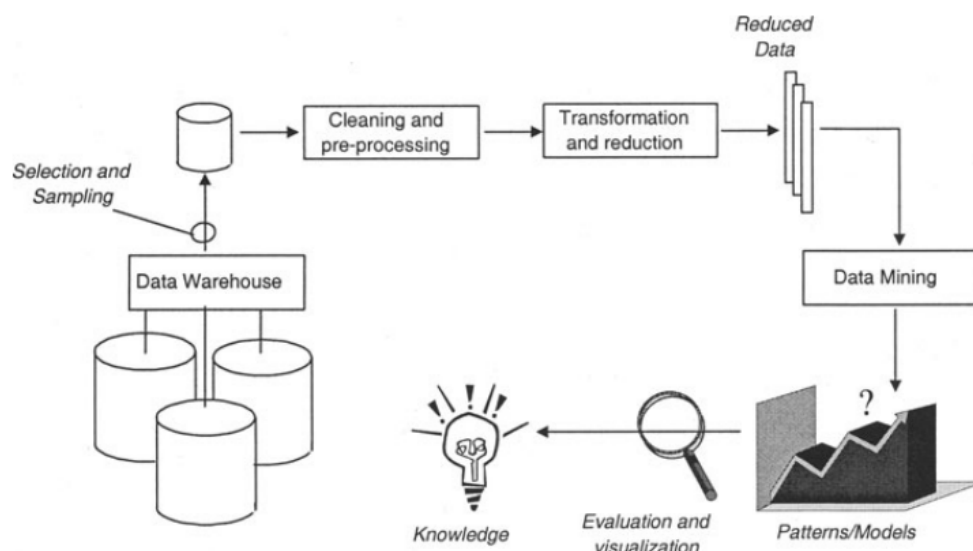 Reduced
Data
Cleaning and
pre-processing
Transformation
and reduction
Selection and
Sampling
Data Warehouse
Data Mining
?
Knowledge
Evaluation and
visualization
Patterns/Models